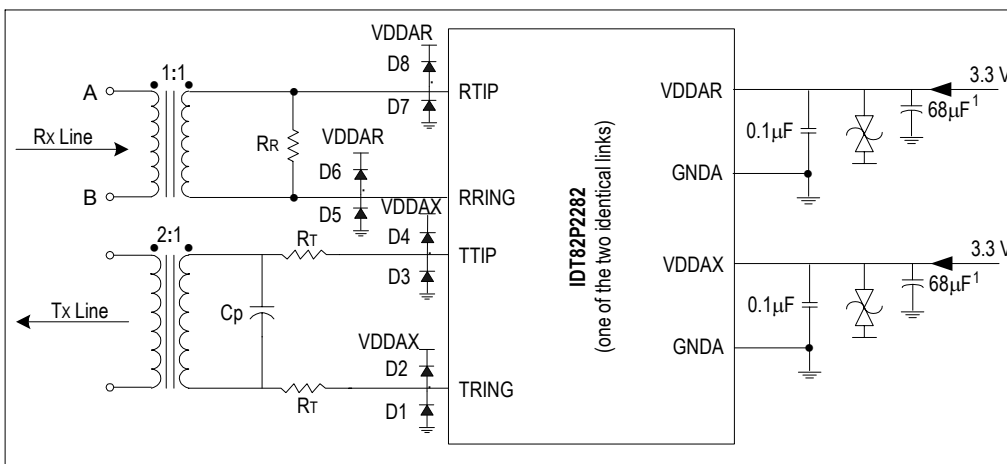 VDDAR
D8
1:1
A
RTIP
D7
Rx Line
RR
VDDAR
D6
B
RRING
D5
VDDAX
2:1
RT
D4
TTIP
D3
Tx Line
Cp
VDDAX
D2
RT
TRING
D1
IDT82P2282
(one of the two identical links)
3.3 V
VDDAR
0.1µF
68µF1
GNDA
3.3 V
VDDAX
0.1µF
68µF1
GNDA